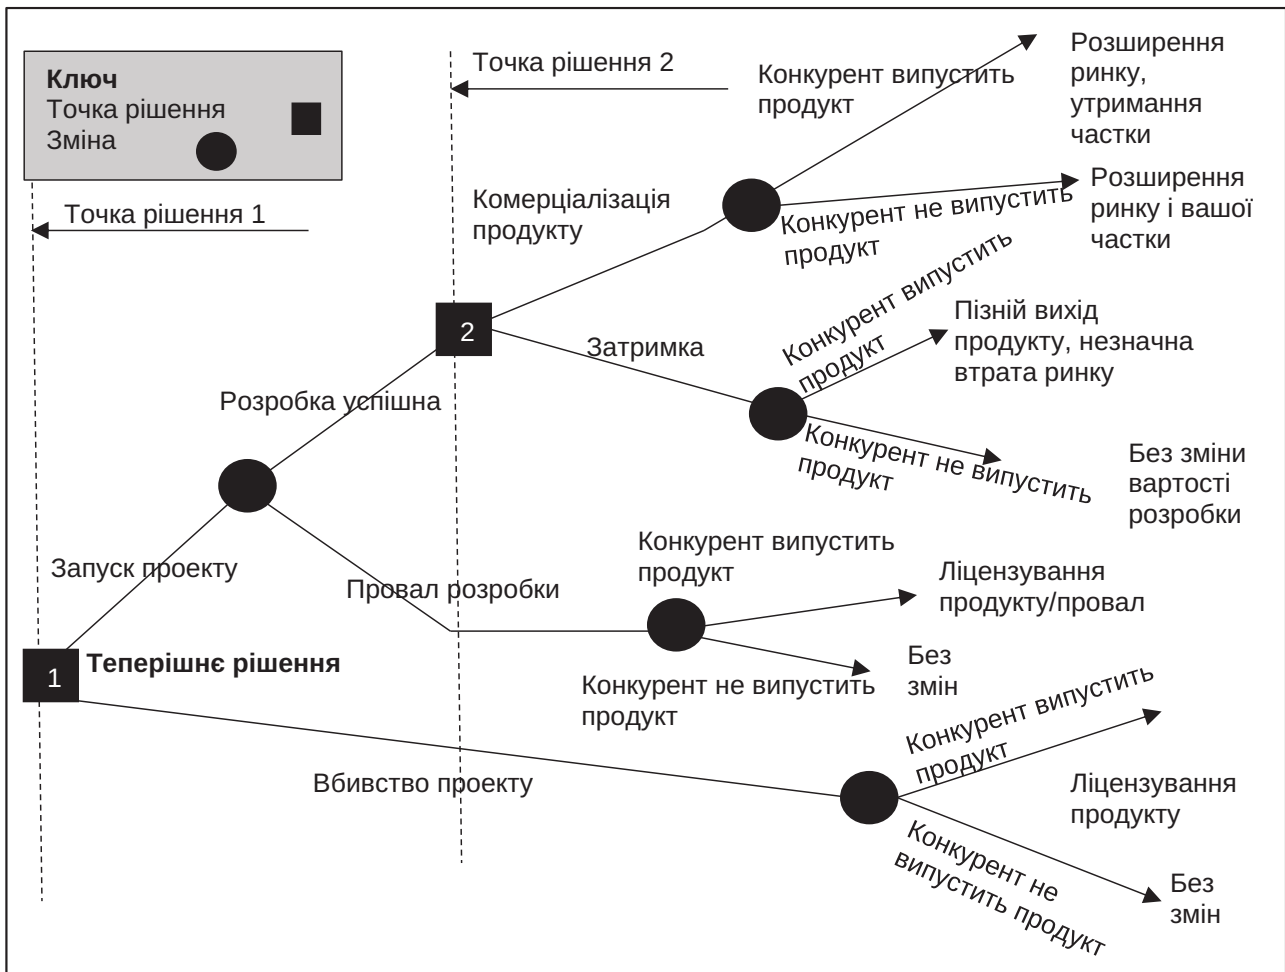 Ключ
Точка рішення
Зміна
Точка рішення 1
Точка рішення 2
Конкурент випустить
продукт
Розширення
ринку,
утримання
частки
Комерціалізація
продукту
Конкурент не випустить
продукт
Розширення
ринку і вашої
частки
2
Затримка
Конкурент випустить
продукт
Пізній вихід
продукту, незначна
втрата ринку
Розробка успішна
Конкурент не випустить
продукт
Без зміни
вартості
розробки
Запуск проекту
Провал розробки
Конкурент випустить
продукт
Ліцензування
продукту/провал
1
Теперішнє рішення
Конкурент не випустить
продукт
Без
змін
Вбивство проекту
Конкурент випустить
продукт
Ліцензування
продукту
Конкурент не
випустить продукт
Без
змін